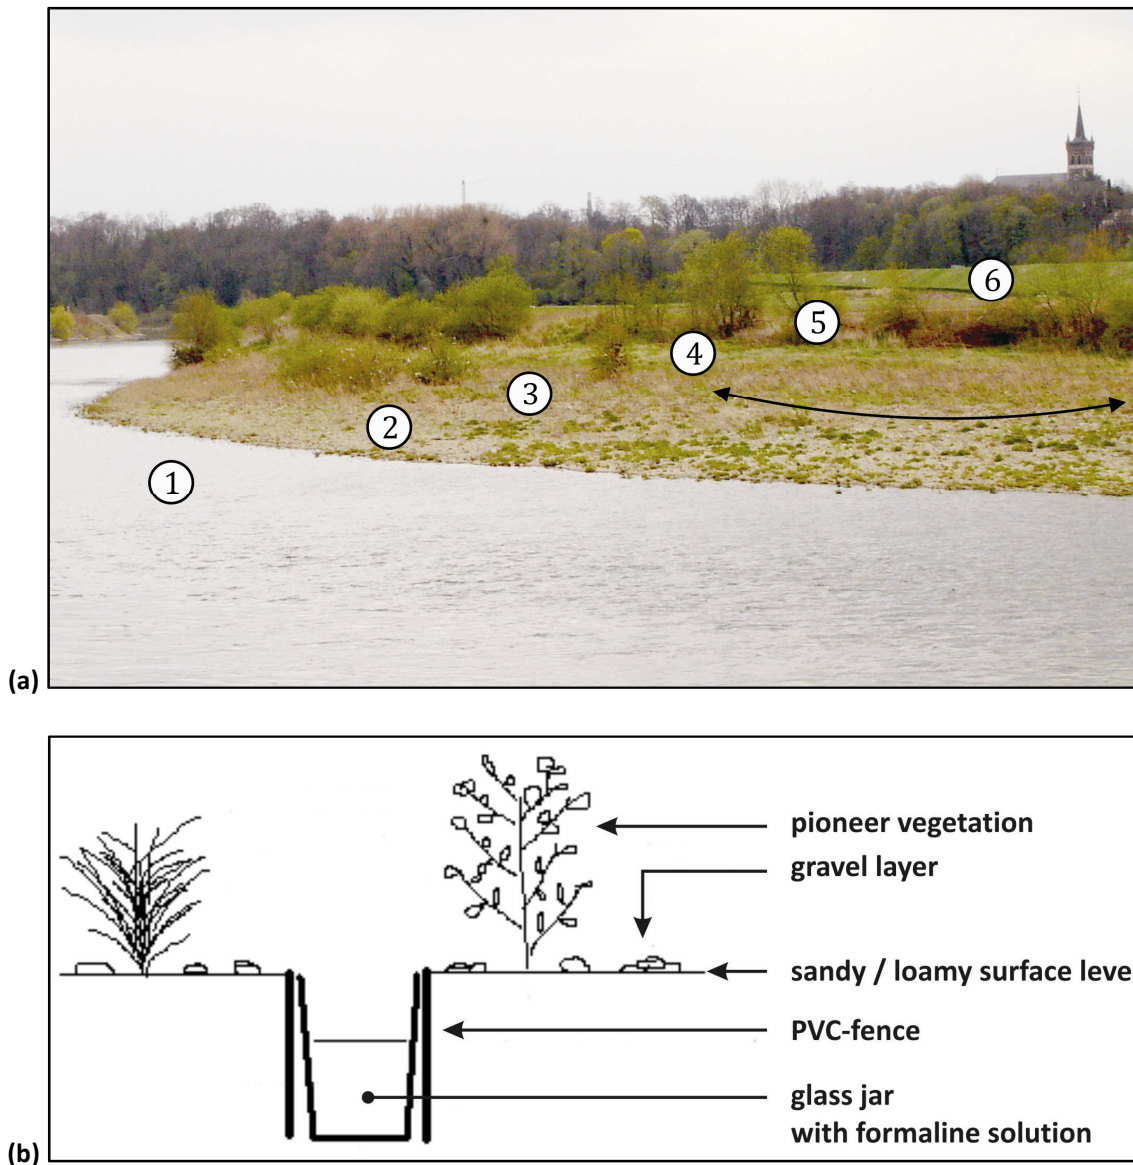 1
2
3
4
5
6
(a)
pioneer vegetation
gravel layer
sandy / loamy surface level
PVC-fence
glass jar
with formaline solution
(b)